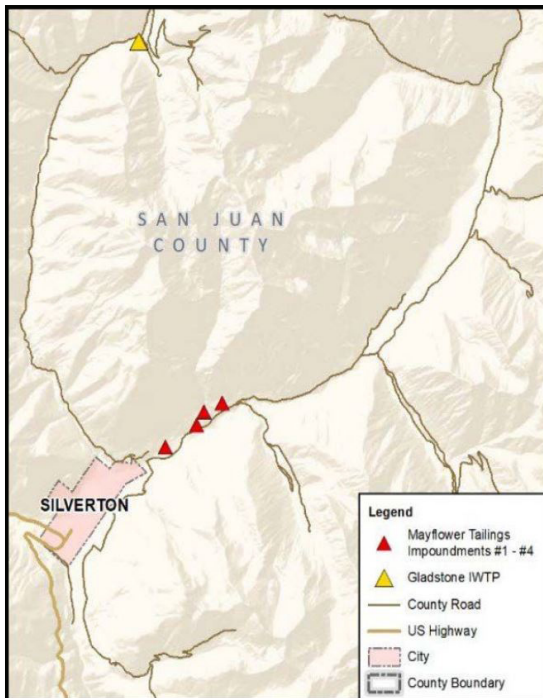 SAN JUAN
COUNTY
SILVERTON
Legend
Mayflower Tailings
Impoundments #1 - #4
Gladstone IWTP
County Road
US Highway
City
County Boundary